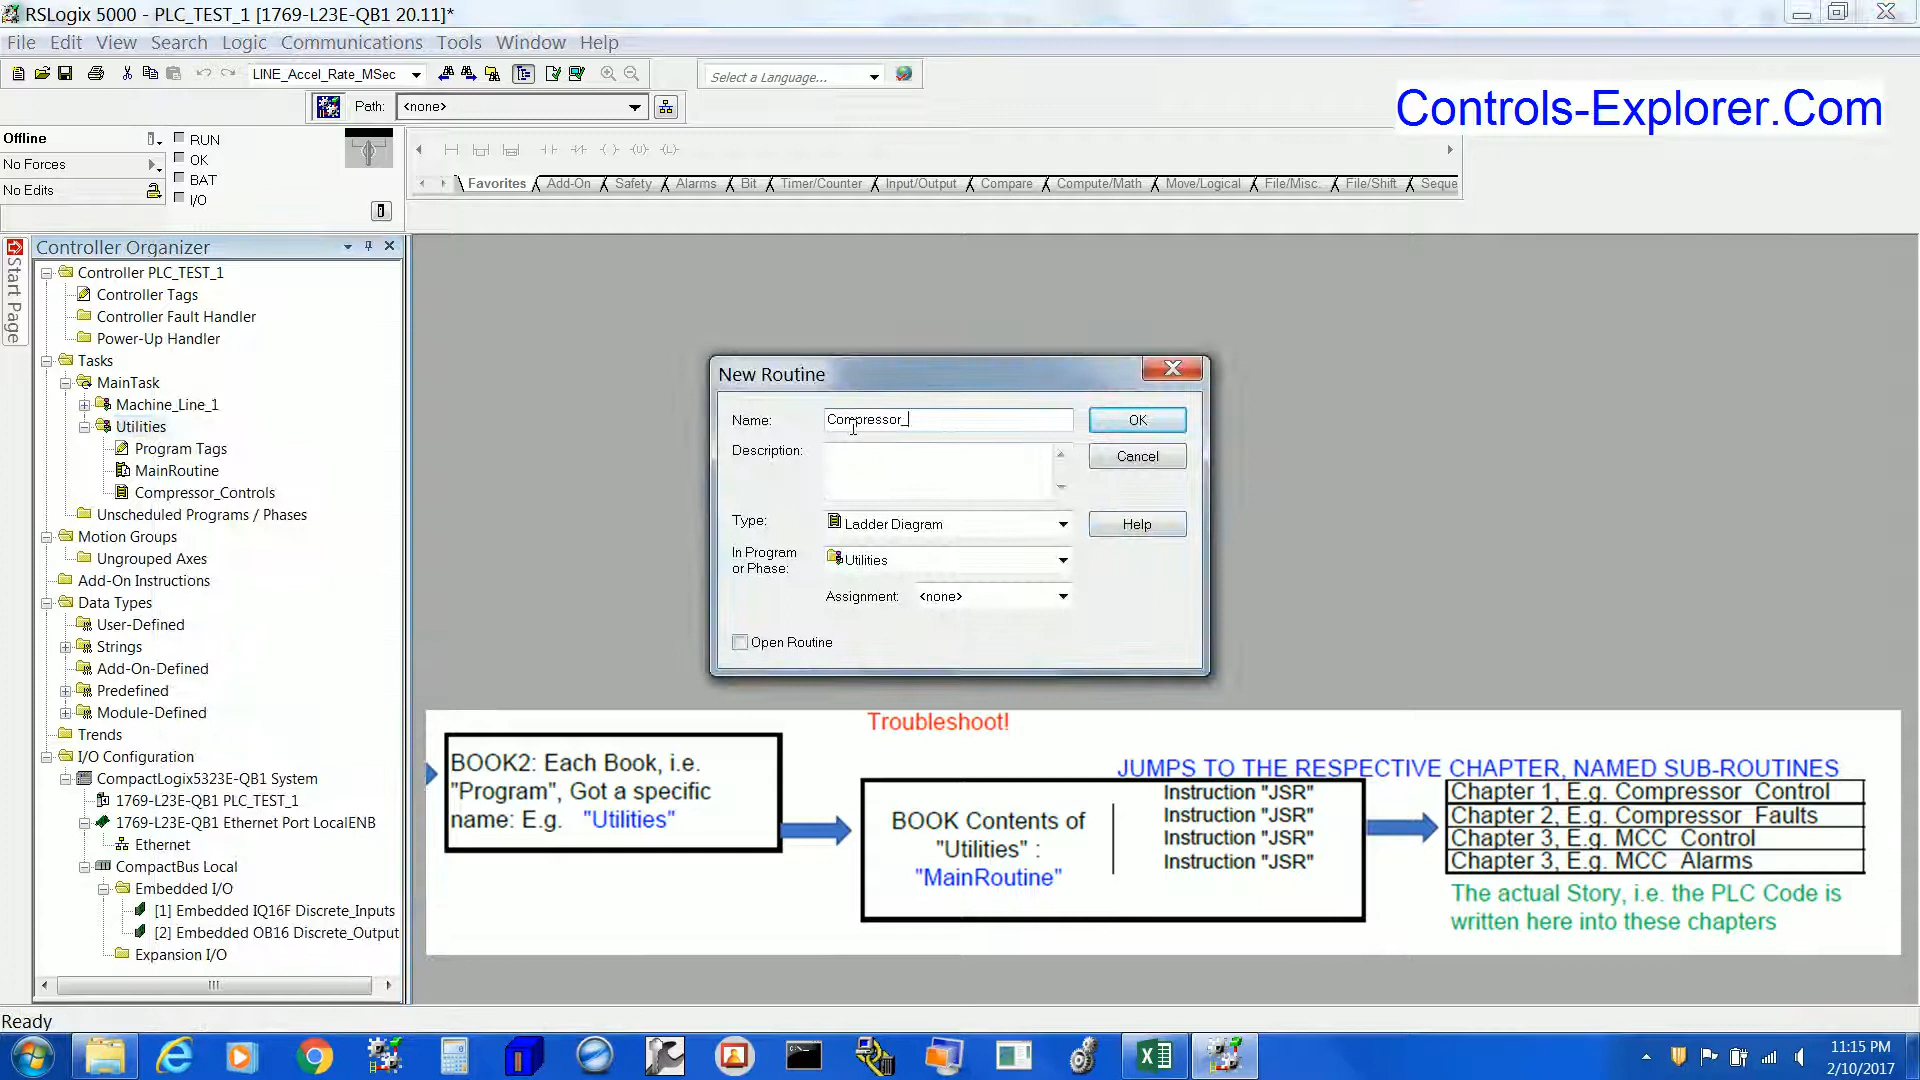 RSLogix 5000 - PLC_TEST_1 [1769-L23E-QB1 20.11]*
File Edit View Search Logic Communications Tools Window Help
LINE_Accel_Rate_MSec
Select a Language...
Path: <none>
Controls-Explorer.Com
Offline
RUN
No Forces
OK
No Edits
BAT
I/O
Favorites Add-On Safety Alarms Bit Timer/Counter Input/Output Compare Compute/Math Move/Logical File/Misc. File/Shift Seque
Start Page
Controller Organizer
Controller PLC_TEST_1
Controller Tags
Controller Fault Handler
Power-Up Handler
Tasks
MainTask
Machine_Line_1
Utilities
Program Tags
MainRoutine
Compressor_Controls
Unscheduled Programs / Phases
Motion Groups
Ungrouped Axes
Add-On Instructions
Data Types
User-Defined
Strings
Add-On-Defined
Predefined
Module-Defined
Trends
I/O Configuration
CompactLogix5323E-QB1 System
1769-L23E-QB1 PLC_TEST_1
1769-L23E-QB1 Ethernet Port LocalENB
Ethernet
CompactBus Local
Embedded I/O
[1] Embedded IQ16F Discrete_Inputs
[2] Embedded OB16 Discrete_Output
Expansion I/O
New Routine
Name: Compressor_
OK
Description:
Cancel
Type: Ladder Diagram
Help
In Program
or Phase: Utilities
Assignment: <none>
Open Routine
Troubleshoot!
BOOK2: Each Book, i.e.
"Program", Got a specific
name: E.g. "Utilities"
BOOK Contents of
"Utilities" :
"MainRoutine"
JUMPS TO THE RESPECTIVE CHAPTER, NAMED SUB-ROUTINES
Instruction "JSR"
Instruction "JSR"
Instruction "JSR"
Instruction "JSR"
Chapter 1, E.g. Compressor_Control
Chapter 2, E.g. Compressor_Faults
Chapter 3, E.g. MCC_Control
Chapter 3, E.g. MCC_Alarms
The actual Story, i.e. the PLC Code is
written here into these chapters
Ready
11:15 PM
2/10/2017